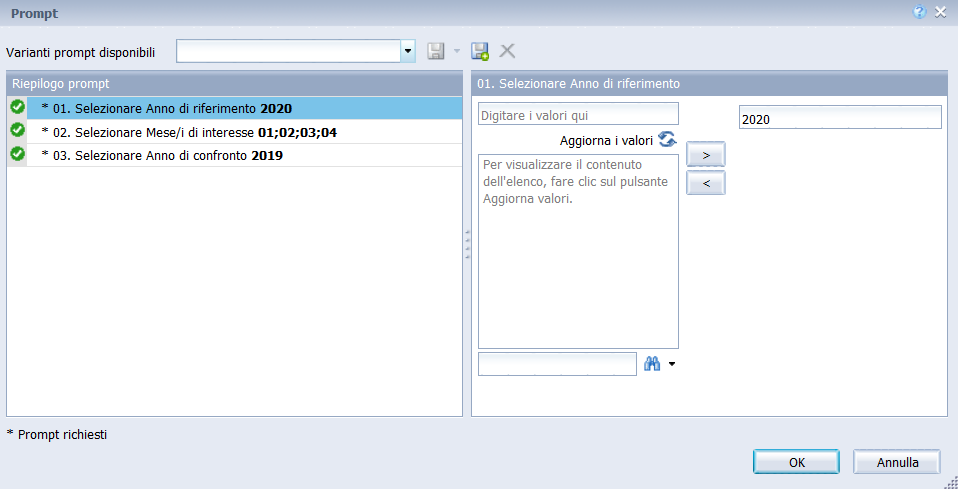 Prompt
Varianti prompt disponibili
Riepilogo prompt
* 01. Selezionare Anno di riferimento 2020
* 02. Selezionare Mese/i di interesse 01;02;03;04
* 03. Selezionare Anno di confronto 2019
01. Selezionare Anno di riferimento
Digitare i valori qui
Aggiorna i valori
Per visualizzare il contenuto
dell'elenco, fare clic sul pulsante
Aggiorna valori.
>
<
2020
* Prompt richiesti
OK
Annulla